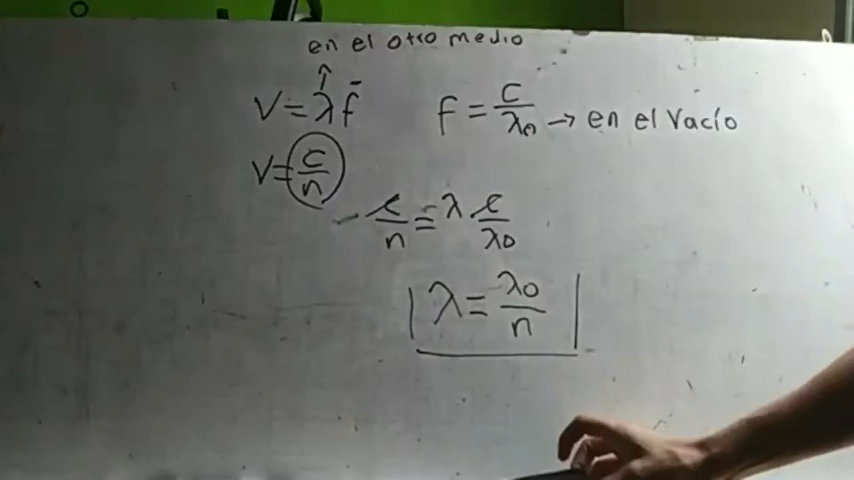 en el otro medio
V = λ f
f = c/λ0 → en el Vacío
V = c/n
c/n = λ c/λ0
λ = λ0/n